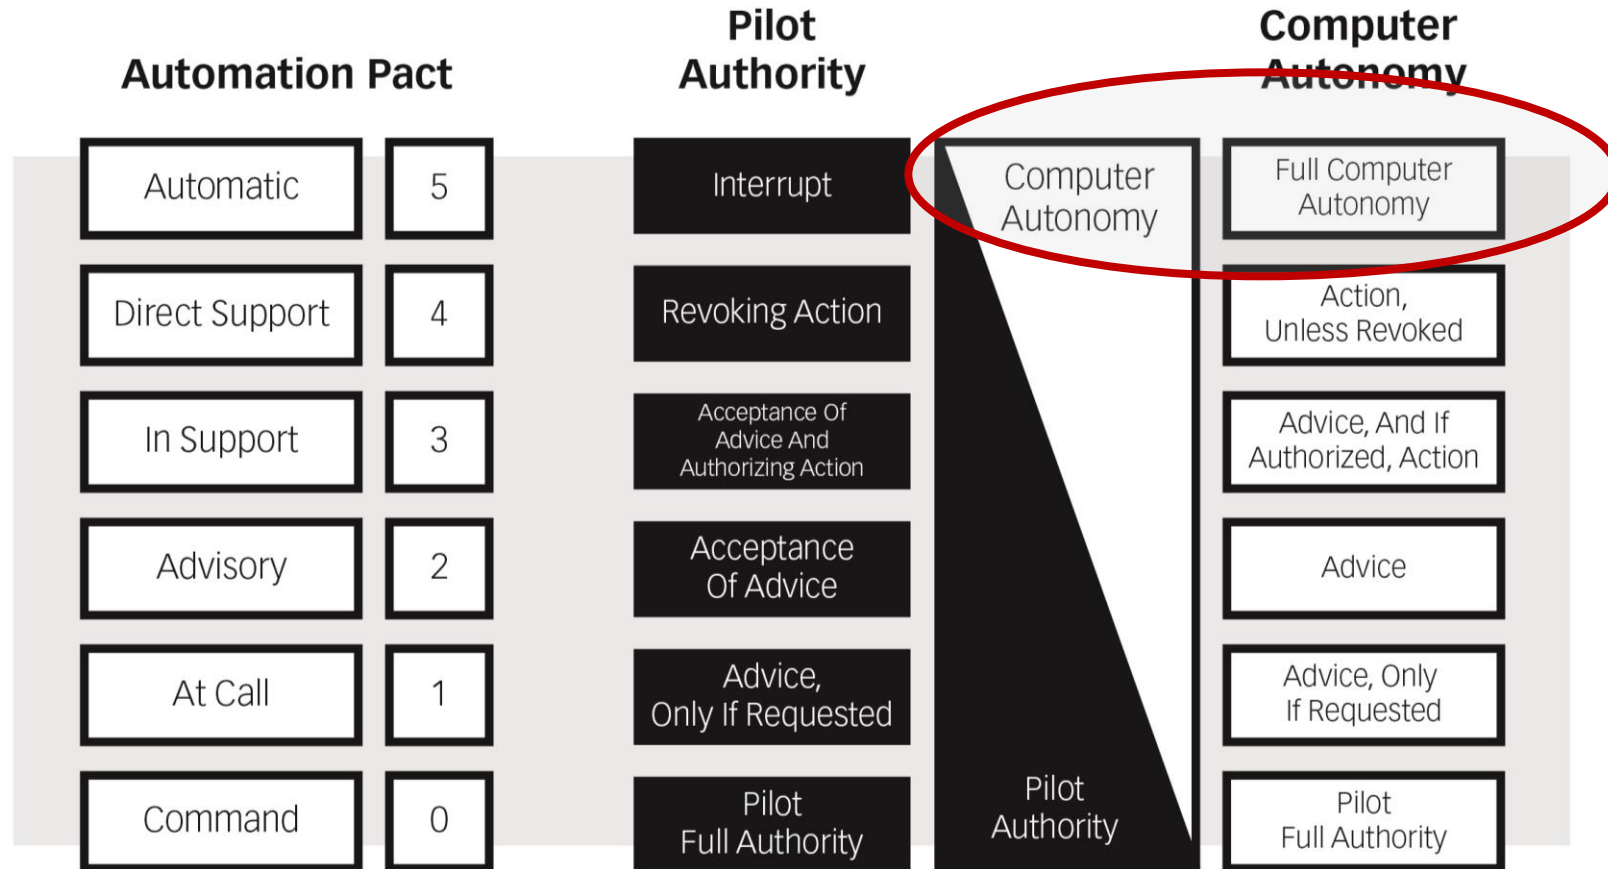 Automation Pact
Pilot
Authority
Computer
Autonomy
Automatic
5
Interrupt
Computer
Autonomy
Full Computer
Autonomy
Direct Support
4
Revoking Action
Action,
Unless Revoked
In Support
3
Acceptance Of
Advice And
Authorizing Action
Advice, And If
Authorized, Action
Advisory
2
Acceptance
Of Advice
Advice
At Call
1
Advice,
Only If Requested
Advice, Only
If Requested
Command
0
Pilot
Full Authority
Pilot
Authority
Pilot
Full Authority